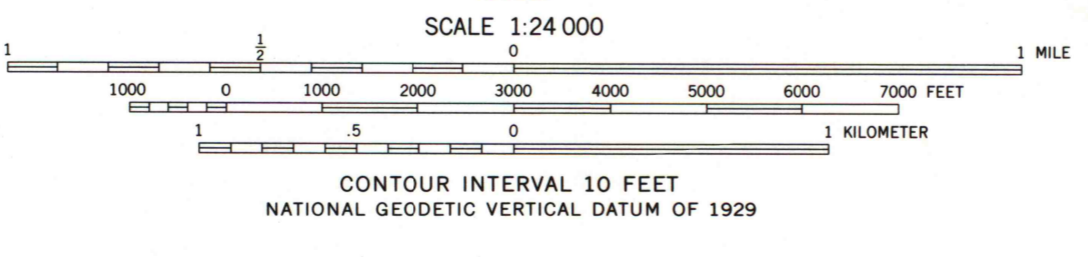 SCALE 1:24 000
1 1/2 0 1 MILE
1000 0 1000 2000 3000 4000 5000 6000 7000 FEET
1 .5 0 1 KILOMETER
CONTOUR INTERVAL 10 FEET
NATIONAL GEODETIC VERTICAL DATUM OF 1929